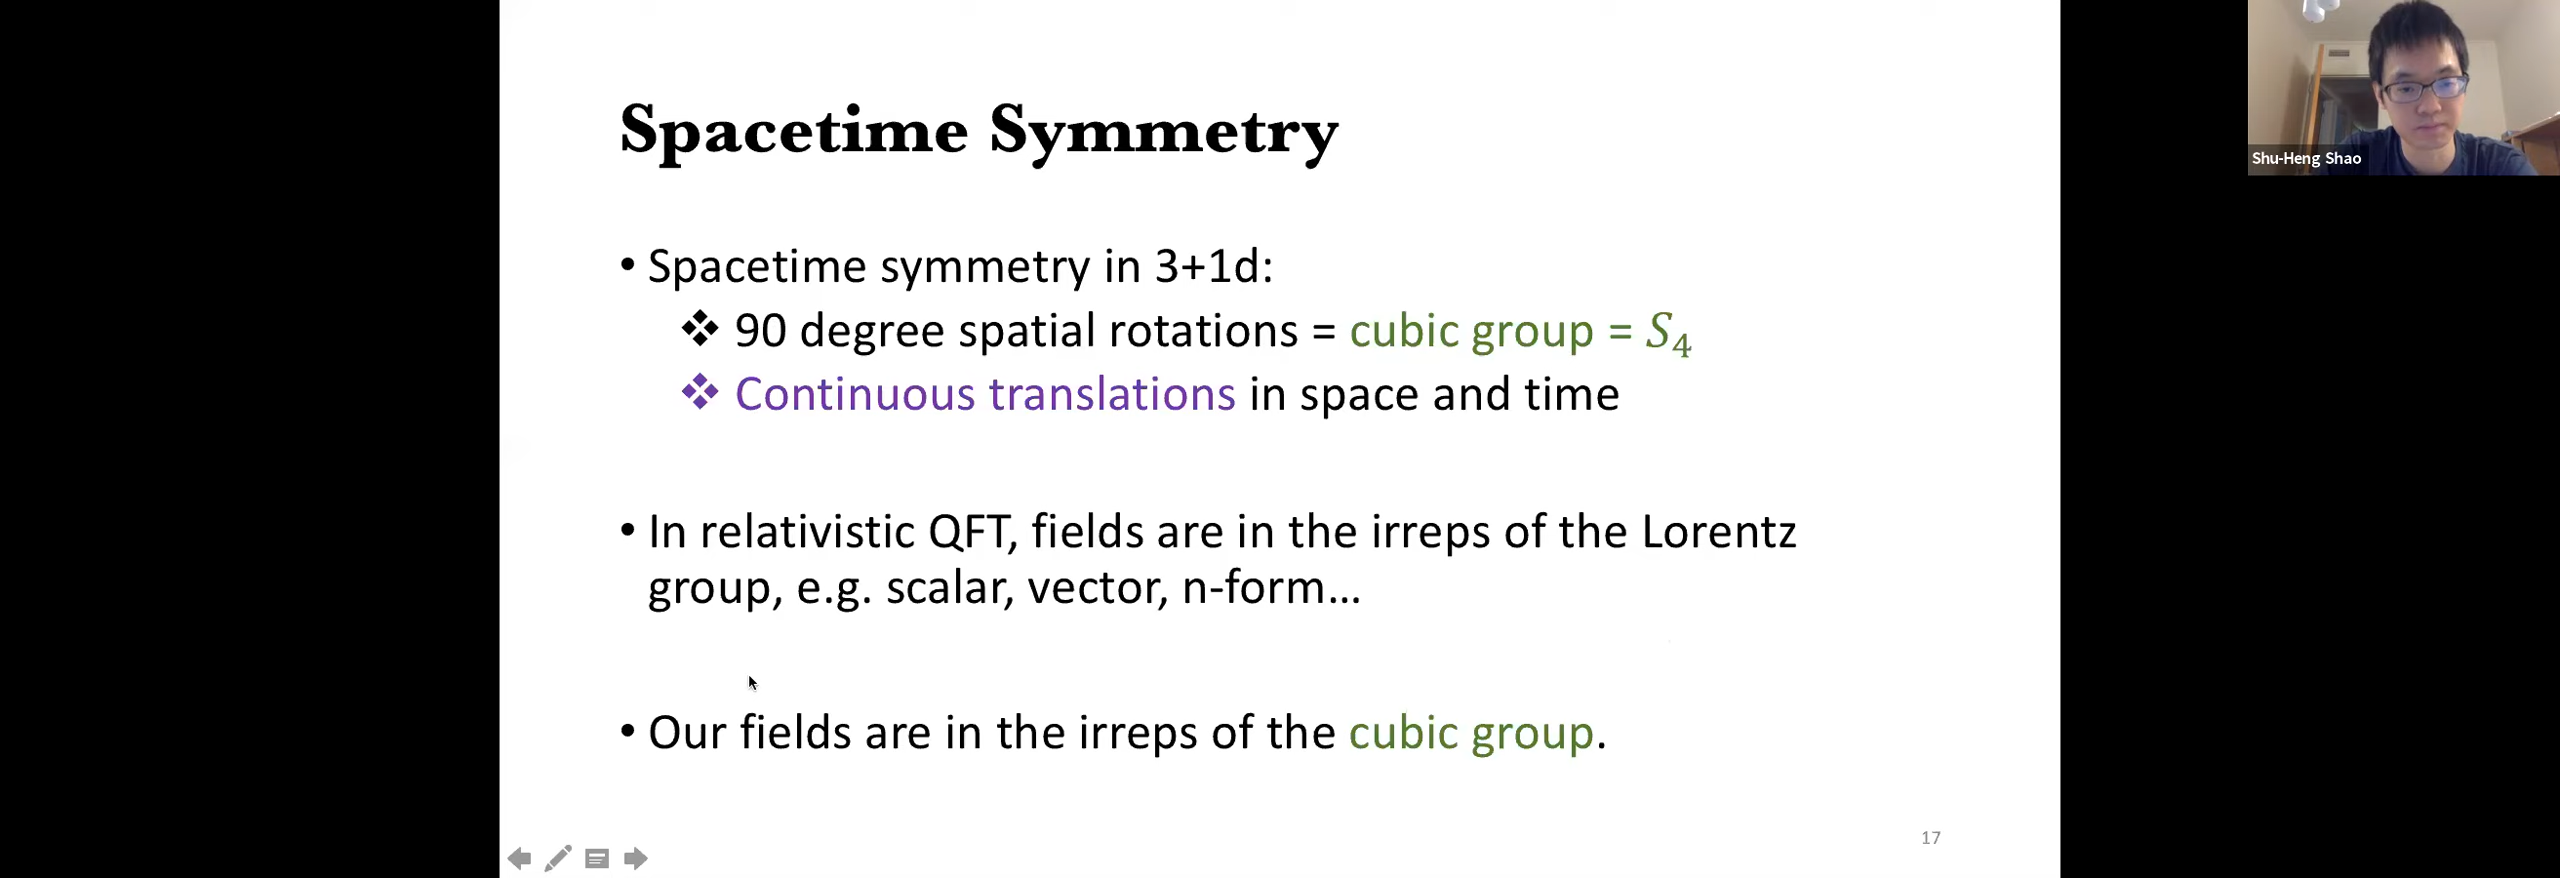 Spacetime Symmetry
• Spacetime symmetry in 3+1d:
❖ 90 degree spatial rotations = cubic group = S₄
❖ Continuous translations in space and time
• In relativistic QFT, fields are in the irreps of the Lorentz
group, e.g. scalar, vector, n-form...
• Our fields are in the irreps of the cubic group.
17
Shu-Heng Shao